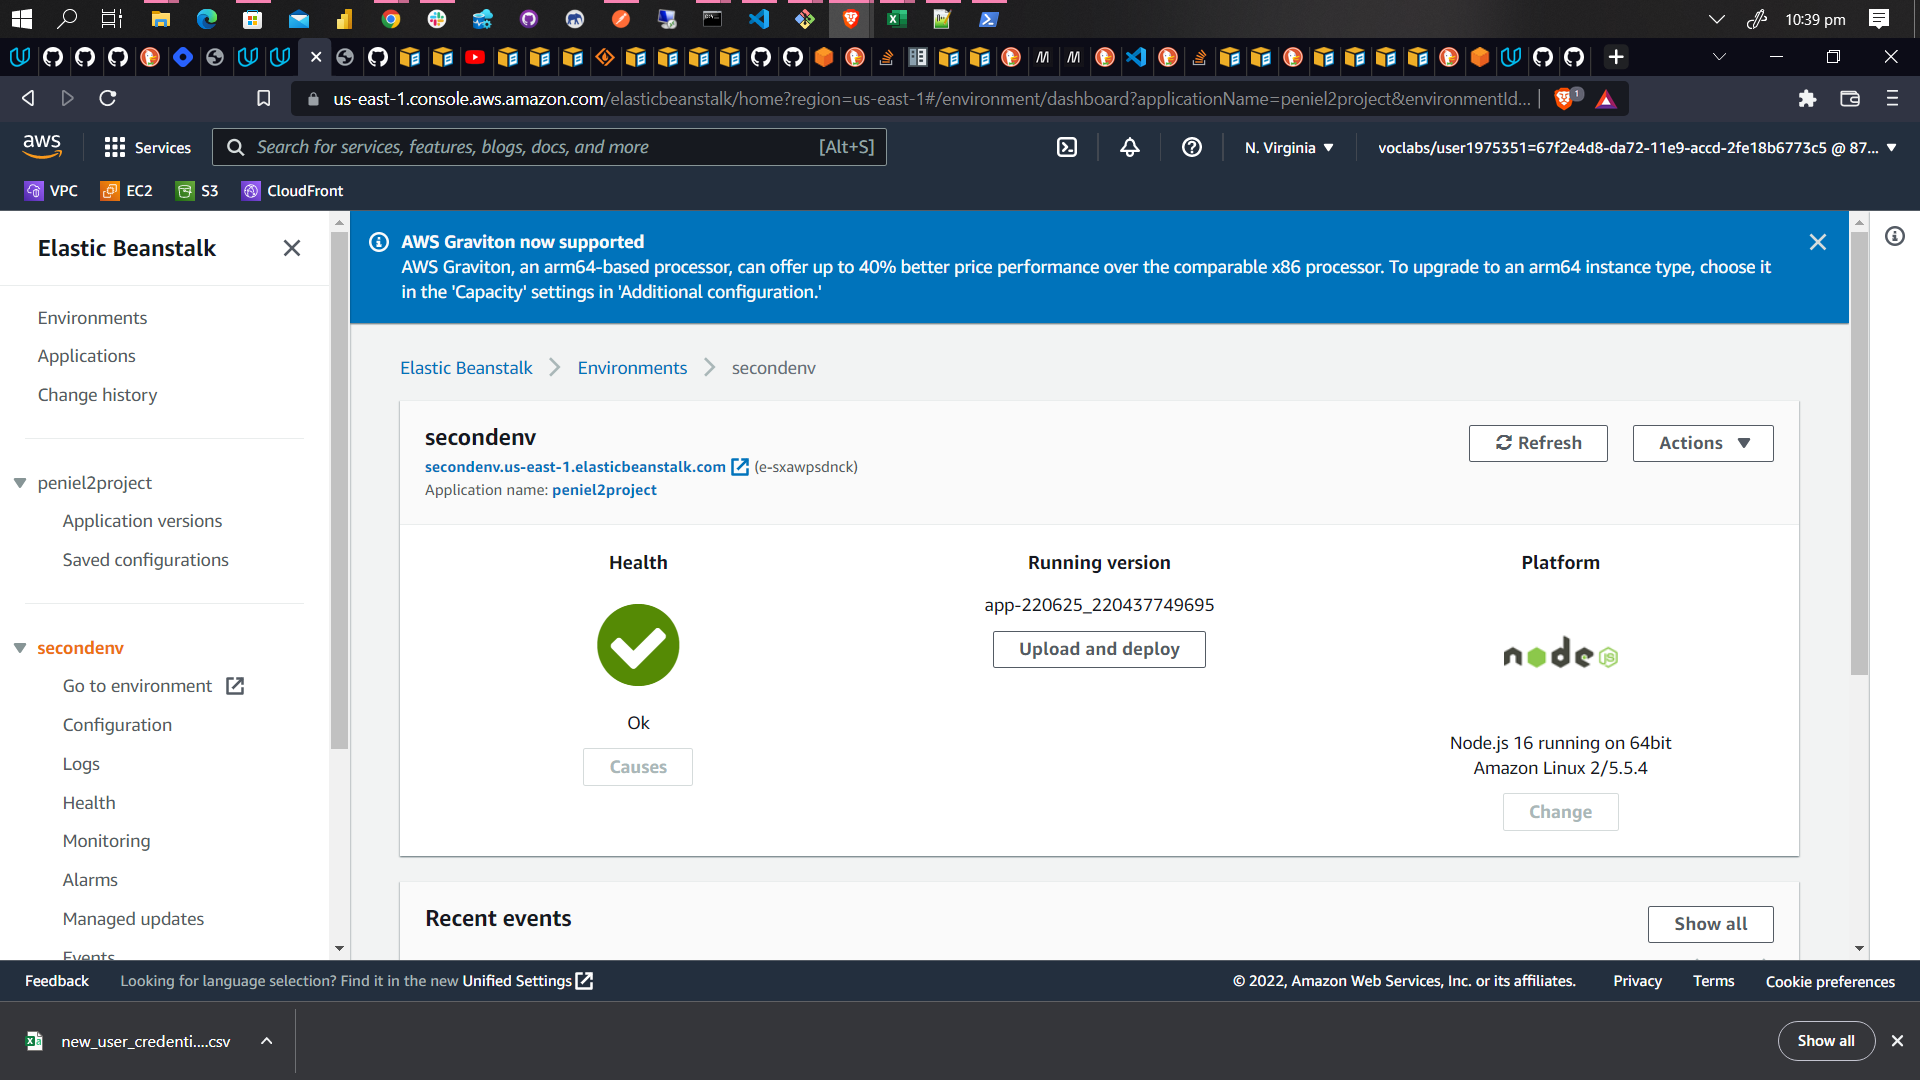 10:39 pm
us-east-1.console.aws.amazon.com/elasticbeanstalk/home?region=us-east-1#/environment/dashboard?applicationName=peniel2project&environmentId...
1
aws
Services
Search for services, features, blogs, docs, and more
[Alt+S]
N. Virginia
voclabs/user1975351=67f2e4d8-da72-11e9-accd-2fe18b6773c5 @ 87...
VPC
EC2
S3
CloudFront
Elastic Beanstalk
Environments
Applications
Change history
peniel2project
Application versions
Saved configurations
secondenv
Go to environment
Configuration
Logs
Health
Monitoring
Alarms
Managed updates
Events
AWS Graviton now supported
AWS Graviton, an arm64-based processor, can offer up to 40% better price performance over the comparable x86 processor. To upgrade to an arm64 instance type, choose it
in the 'Capacity' settings in 'Additional configuration.'
Elastic Beanstalk
Environments
secondenv
secondenv
secondenv.us-east-1.elasticbeanstalk.com (e-sxawpsdnck)
Application name: peniel2project
Refresh
Actions
Health
Ok
Causes
Running version
app-220625_220437749695
Upload and deploy
Platform
node JS
Node.js 16 running on 64bit
Amazon Linux 2/5.5.4
Change
Recent events
Show all
Feedback
Looking for language selection? Find it in the new Unified Settings
© 2022, Amazon Web Services, Inc. or its affiliates.
Privacy
Terms
Cookie preferences
new_user_credenti....csv
Show all